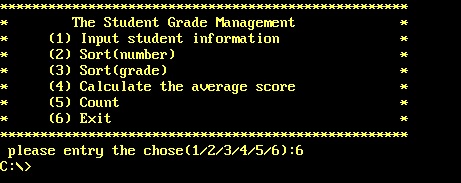 ****************************************************
*        The Student Grade Management              *
*     (1) Input student information                *
*     (2) Sort(number)                             *
*     (3) Sort(grade)                              *
*     (4) Calculate the average score              *
*     (5) Count                                    *
*     (6) Exit                                     *
****************************************************
please entry the chose(1/2/3/4/5/6):6
C:\>